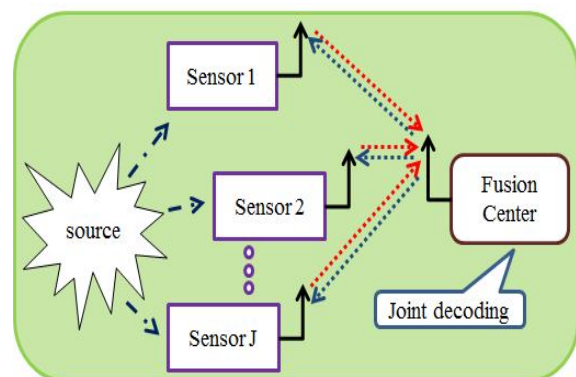 Sensor 1
source
Sensor 2
Fusion
Center
Joint decoding
Sensor J